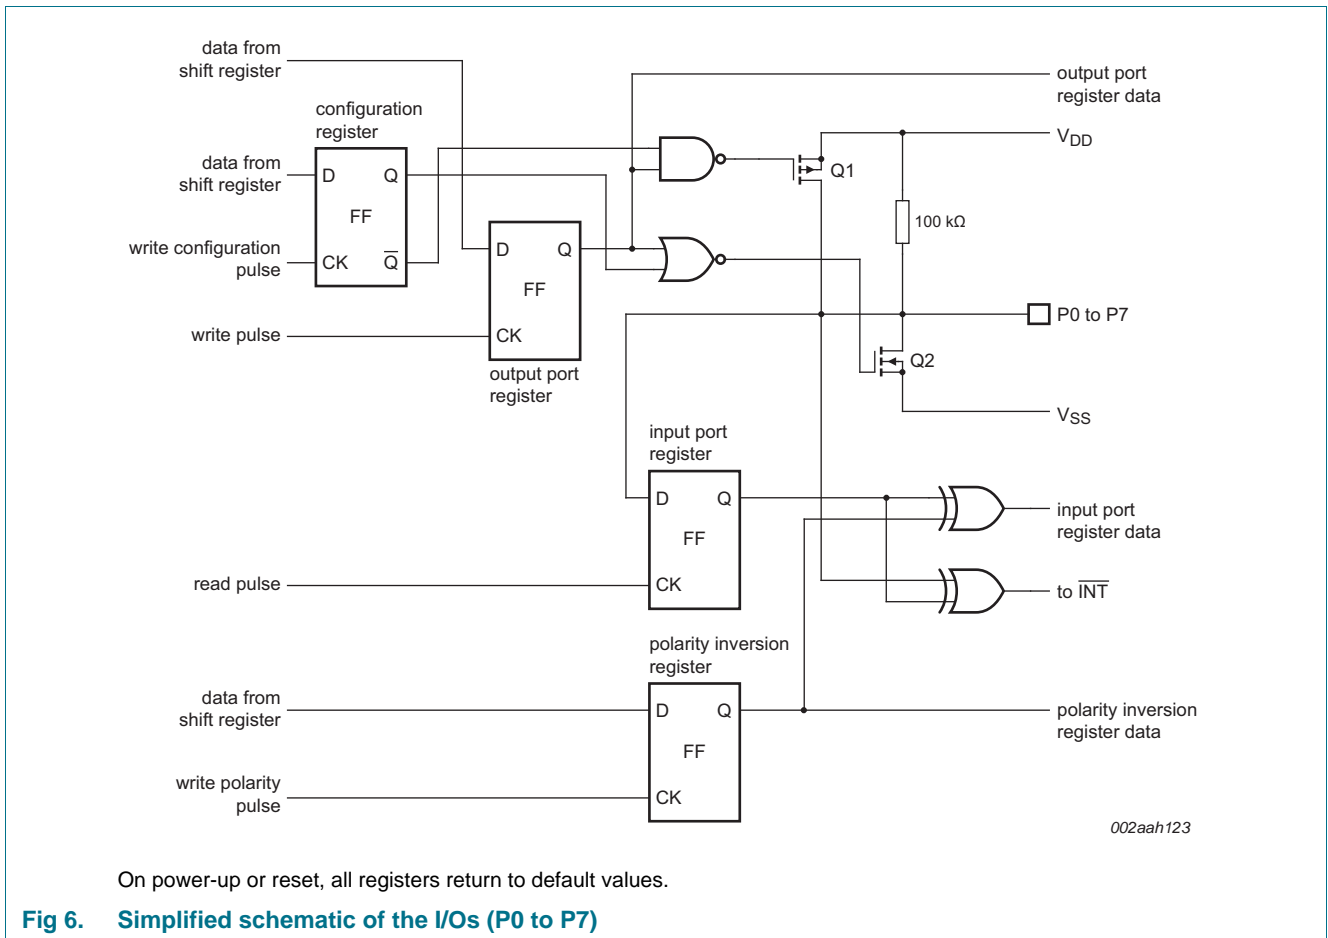 data from
shift register
output port
register data
configuration
register
V_DD
data from
shift register
D
Q
FF
Q1
100 kΩ
write configuration
pulse
CK
Q̅
D
Q
FF
write pulse
CK
output port
register
P0 to P7
Q2
V_SS
input port
register
D
Q
FF
input port
register data
read pulse
CK
to I̅N̅T̅
polarity inversion
register
data from
shift register
D
Q
FF
polarity inversion
register data
write polarity
pulse
CK
002aah123
On power-up or reset, all registers return to default values.
Fig 6. Simplified schematic of the I/Os (P0 to P7)